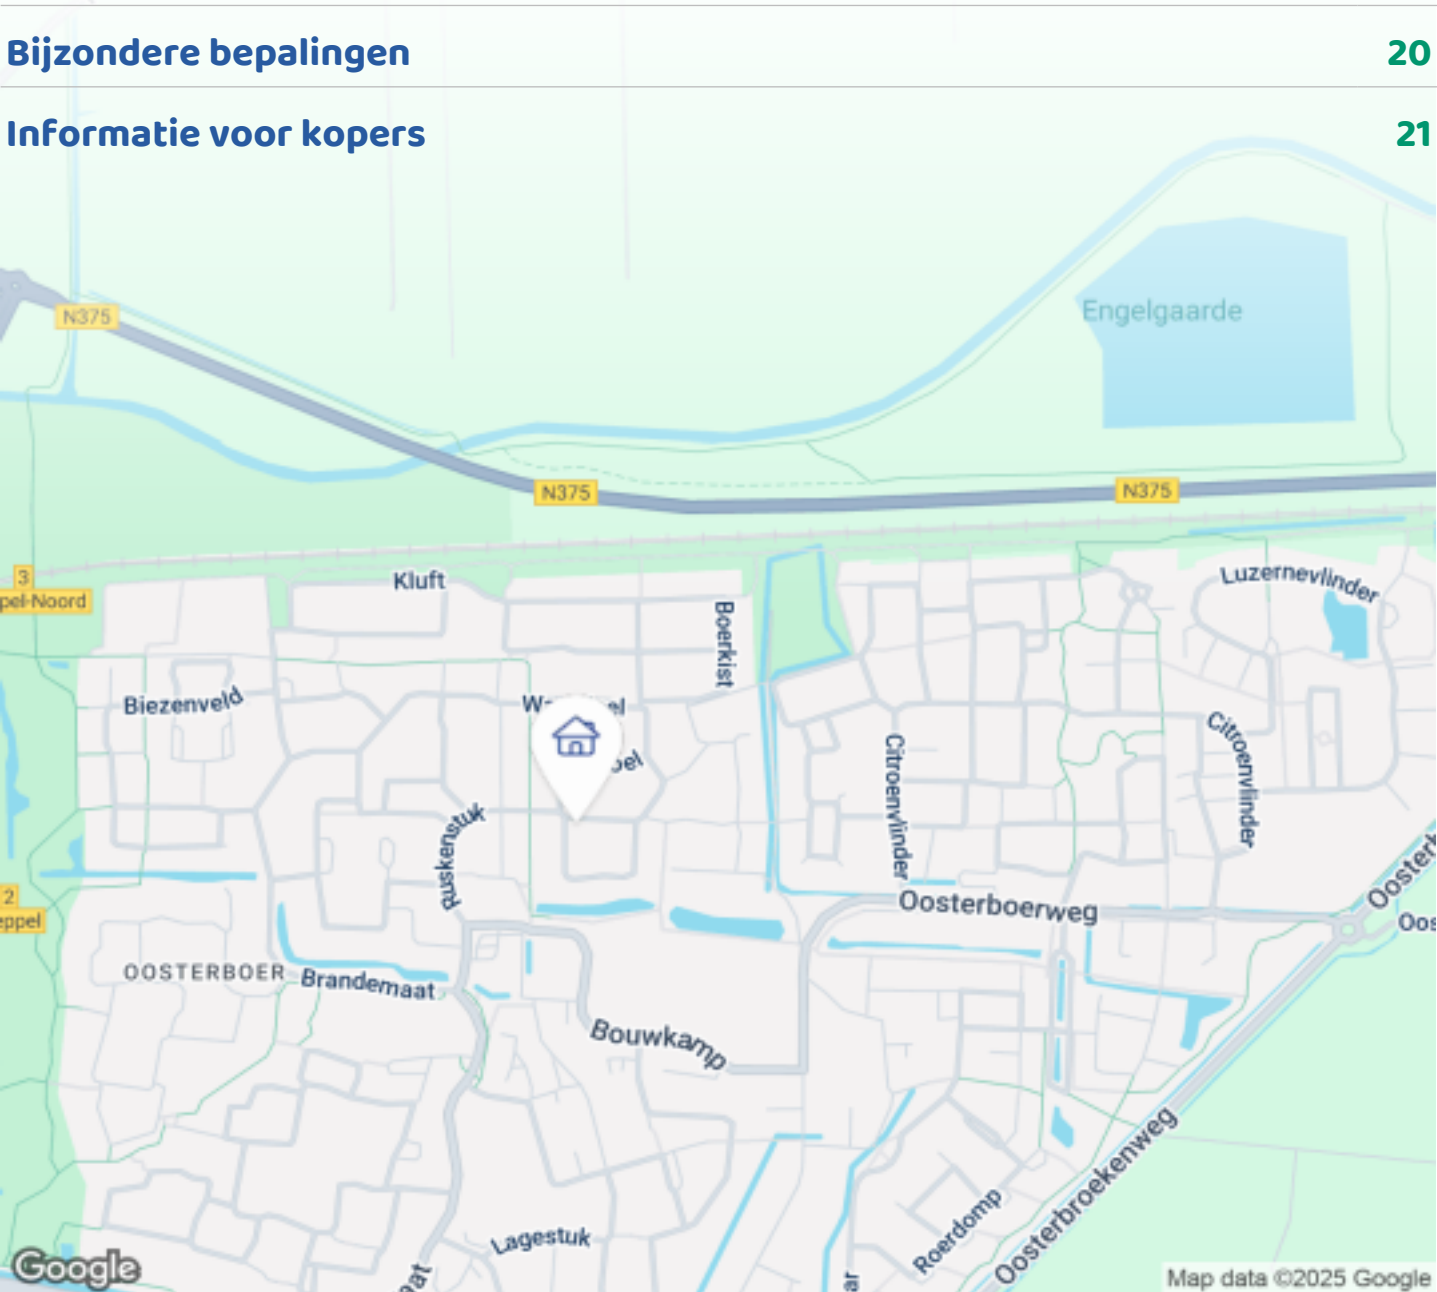 Bijzondere bepalingen 20
Informatie voor kopers 21
Engelgaarde
N375
N375
N375
3
Kluft
Luzernevlinder
Boerkist
Biezenveld
Citroenvlinder
Citroenvlinder
Ruskenstuk
2
Oosterboerweg
OOSTERBOER
Brandemaat
Bouwkamp
Oosterbroekenweg
Roerdomp
Lagestuk
Google
Map data ©2025 Google